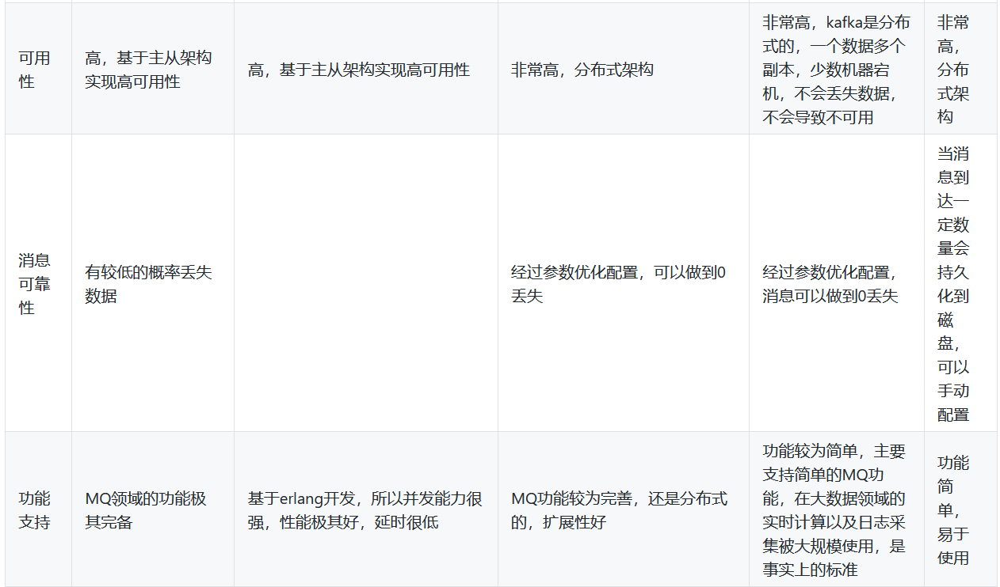 可用
性
高，基于主从架构
实现高可用性
高，基于主从架构实现高可用性
非常高，分布式架构
非常高，kafka是分布
式的，一个数据多个
副本，少数机器宕
机，不会丢失数据，
不会导致不可用
非常
高，
分布
式架
构
消息
可靠
性
有较低的概率丢失
数据
经过参数优化配置，可以做到0
丢失
经过参数优化配置，
消息可以做到0丢失
当消
息到
达一
定数
量会
持久
化到
磁
盘，
可以
手动
配置
功能
支持
MQ领域的功能极
其完备
基于erlang开发，所以并发能力很
强，性能极其好，延时很低
MQ功能较为完善，还是分布式
的，扩展性好
功能较为简单，主要
支持简单的MQ功
能，在大数据领域的
实时计算以及日志采
集被大规模使用，是
事实上的标准
功能
简
单，
易于
使用